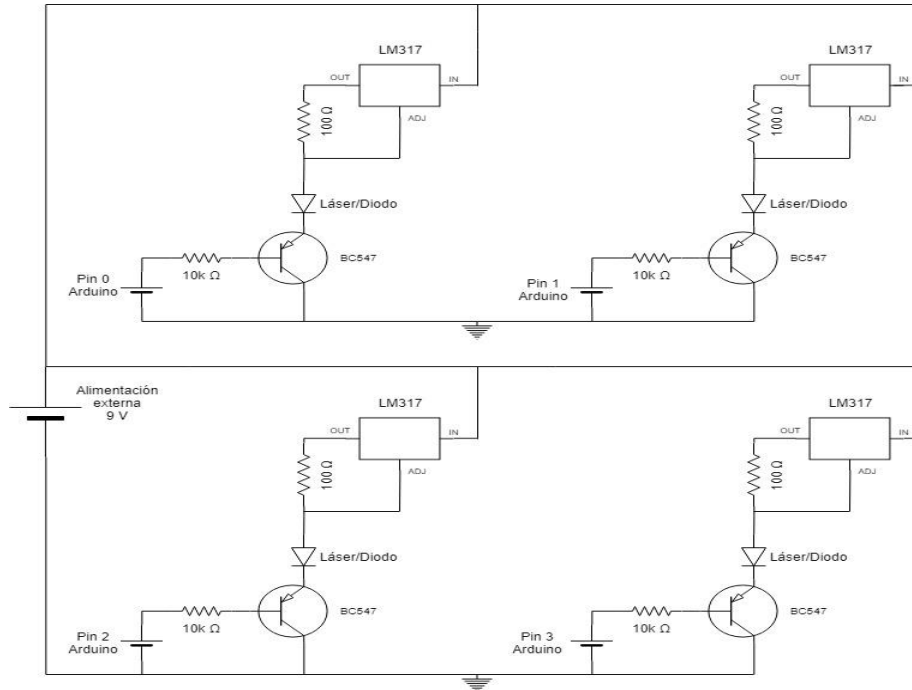 LM317
OUT
IN
ADJ
100 Ω
Láser/Diodo
BC547
10k Ω
Pin 0
Arduino
LM317
OUT
IN
ADJ
100 Ω
Láser/Diodo
BC547
10k Ω
Pin 1
Arduino
Alimentación
externa
9 V
LM317
OUT
IN
ADJ
100 Ω
Láser/Diodo
BC547
10k Ω
Pin 2
Arduino
LM317
OUT
IN
ADJ
100 Ω
Láser/Diodo
BC547
10k Ω
Pin 3
Arduino